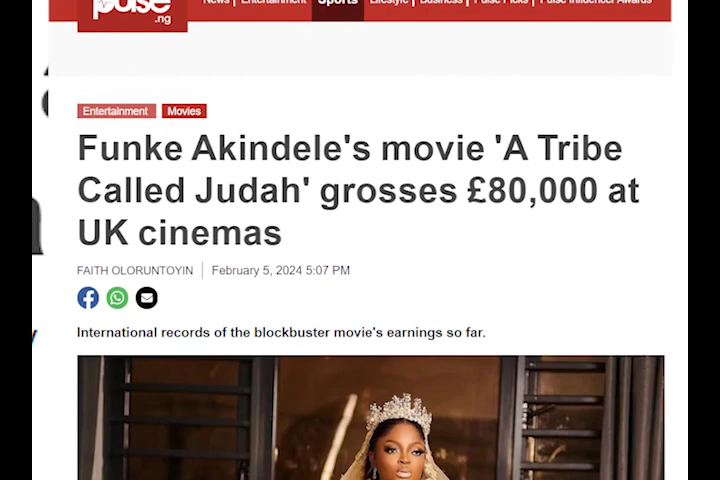 pulse
.ng
News | Entertainment Sports Lifestyle | Business | Pulse Picks | Pulse Influencer Awards
Entertainment Movies
Funke Akindele's movie 'A Tribe
Called Judah' grosses £80,000 at
UK cinemas
FAITH OLORUNTOYIN | February 5, 2024 5:07 PM
International records of the blockbuster movie's earnings so far.